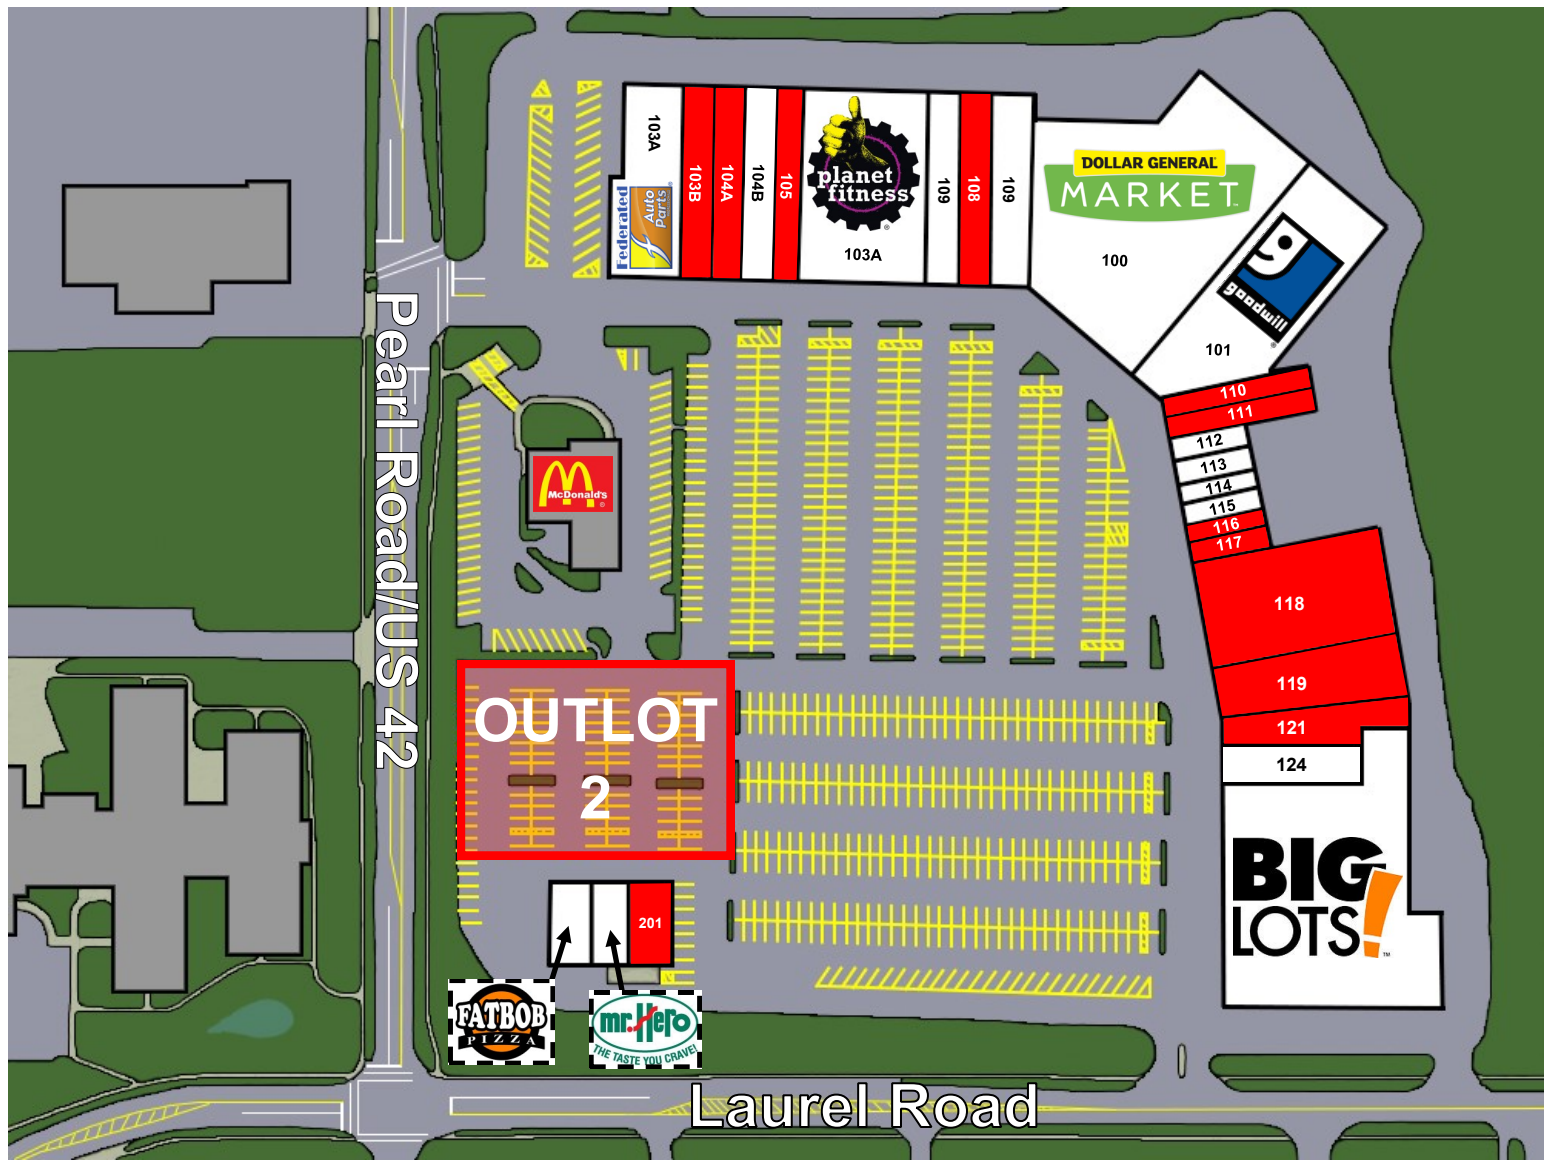 103A
Federated
Auto
Parts
103B
104A
104B
105
planet
fitness
®
103A
109
108
109
DOLLAR GENERAL
MARKET
100
goodwill
®
101
110
111
112
113
114
115
116
117
118
119
121
124
BIG
LOTS!
™
McDonald's
®
Pearl Road/US 42
OUTLOT
2
201
FATBOB
PIZZA
mr.Hero
THE TASTE YOU CRAVE!
Laurel Road